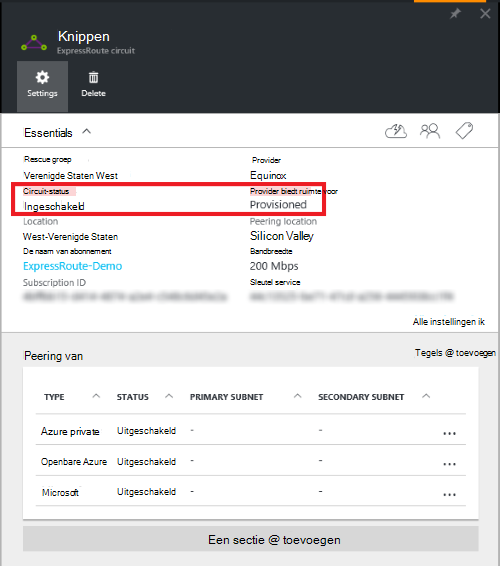 Knippen
ExpressRoute circuit
Settings
Delete
Essentials
Rescue groep
Provider
Verenigde Staten West
Equinox
Circuit-status
Provider biedt ruimte voor
Ingeschakeld
Provisioned
Location
Peering location
West-Verenigde Staten
Silicon Valley
De naam van abonnement
Bandbreedte
ExpressRoute-Demo
200 Mbps
Subscription ID
Sleutel service
Alle instellingen ik
Peering van
Tegels @ toevoegen
TYPE STATUS PRIMARY SUBNET SECONDARY SUBNET
Azure private Uitgeschakeld - - ...
Openbare Azure Uitgeschakeld - - ...
Microsoft Uitgeschakeld - - ...
Een sectie @ toevoegen